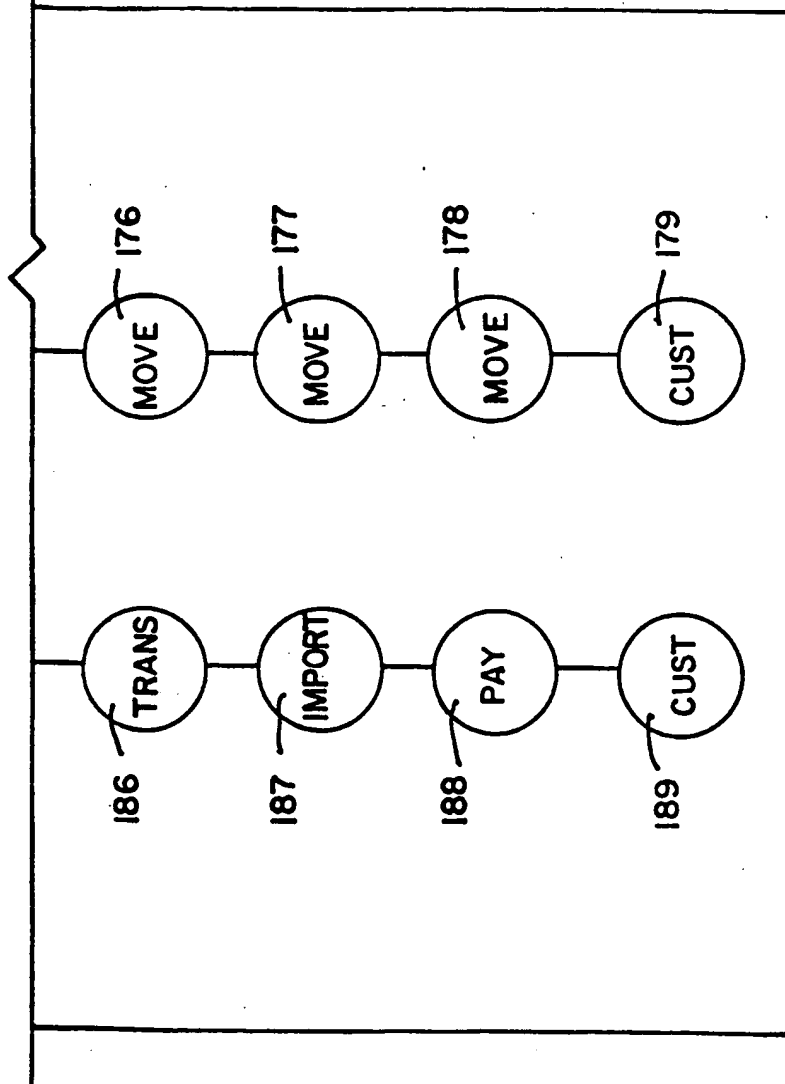 176
MOVE
177
MOVE
178
MOVE
179
CUST
186
TRANS
187
IMPORT
188
PAY
189
CUST